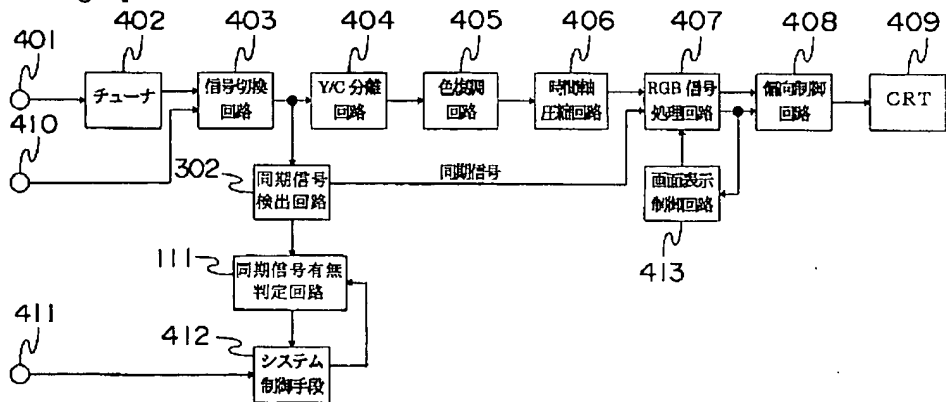 401
402
403
404
405
406
407
408
409
チューナ
信号切換
回路
Y/C 分離
回路
色復調
回路
時間軸
圧縮回路
RGB 信号
処理回路
偏向制御
回路
CRT
410
302
同期信号
検出回路
同期信号
画面表示
制御回路
413
111
同期信号有無
判定回路
411
412
システム
制御手段